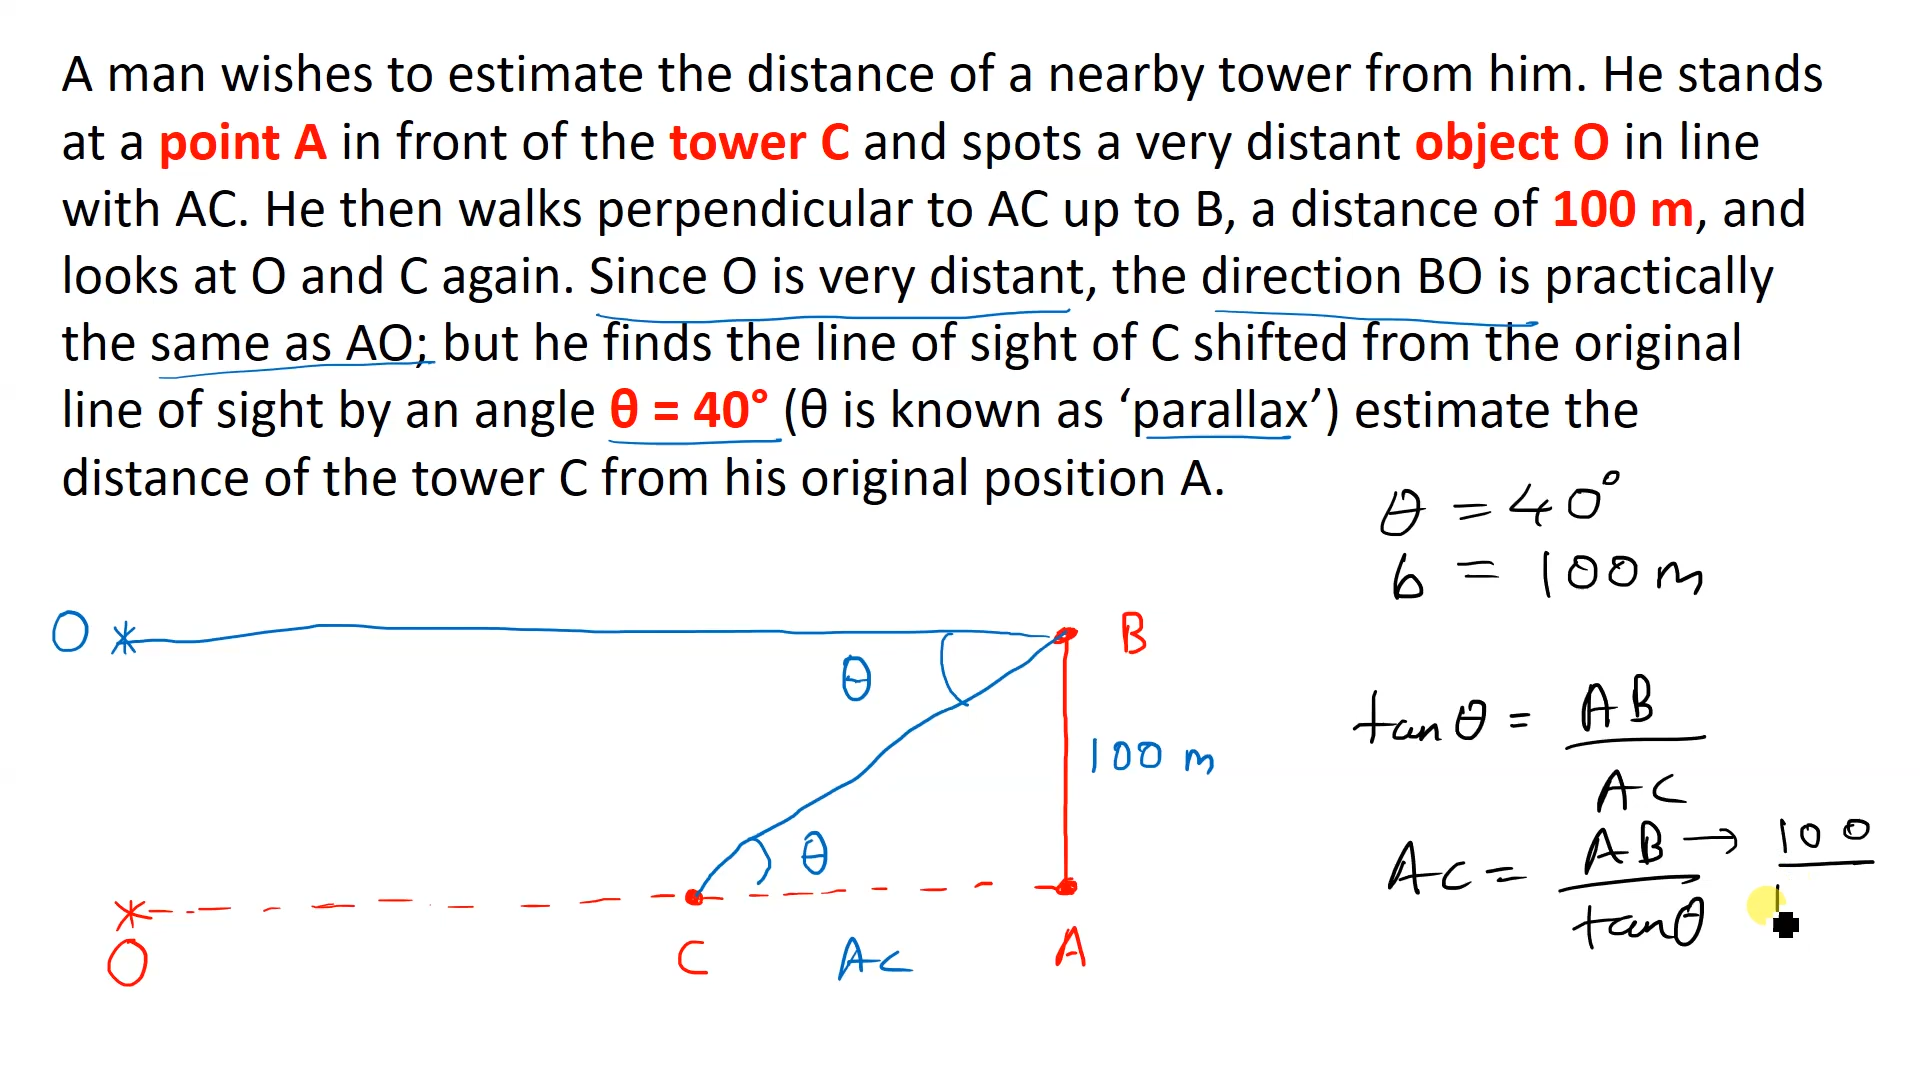 A man wishes to estimate the distance of a nearby tower from him. He stands
at a point A in front of the tower C and spots a very distant object O in line
with AC. He then walks perpendicular to AC up to B, a distance of 100 m, and
looks at O and C again. Since O is very distant, the direction BO is practically
the same as AO; but he finds the line of sight of C shifted from the original
line of sight by an angle θ = 40° (θ is known as ‘parallax’) estimate the
distance of the tower C from his original position A.
θ = 40°
b = 100 m
O
B
θ
tan θ = AB
AC
100 m
θ
AC = AB → 100
tan θ
O
C
AC
A